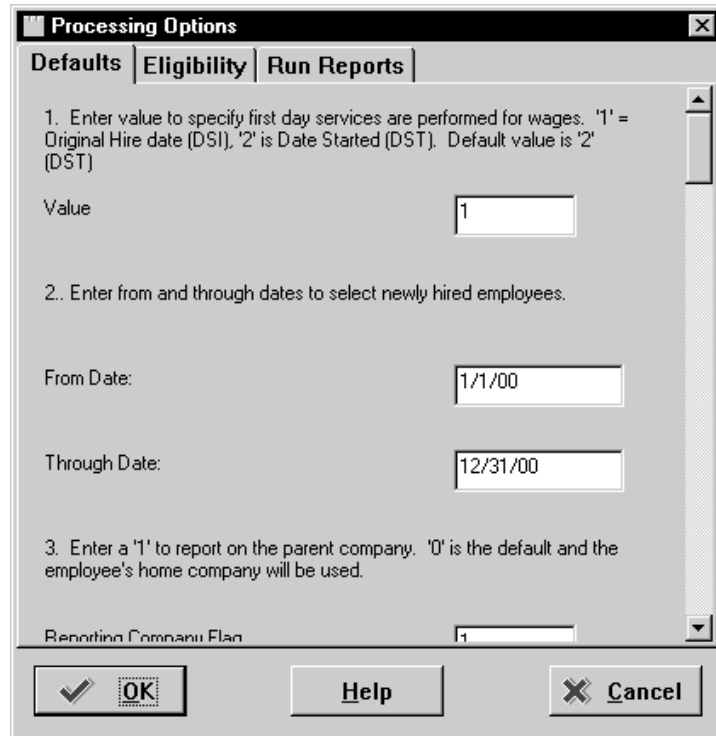 Processing Options
Defaults Eligibility Run Reports
1. Enter value to specify first day services are performed for wages. '1' =
Original Hire date (DSI), '2' is Date Started (DST). Default value is '2'
(DST)
Value 1
2.. Enter from and through dates to select newly hired employees.
From Date: 1/1/00
Through Date: 12/31/00
3. Enter a '1' to report on the parent company. '0' is the default and the
employee's home company will be used.
Reporting Company Flag 1
OK Help Cancel